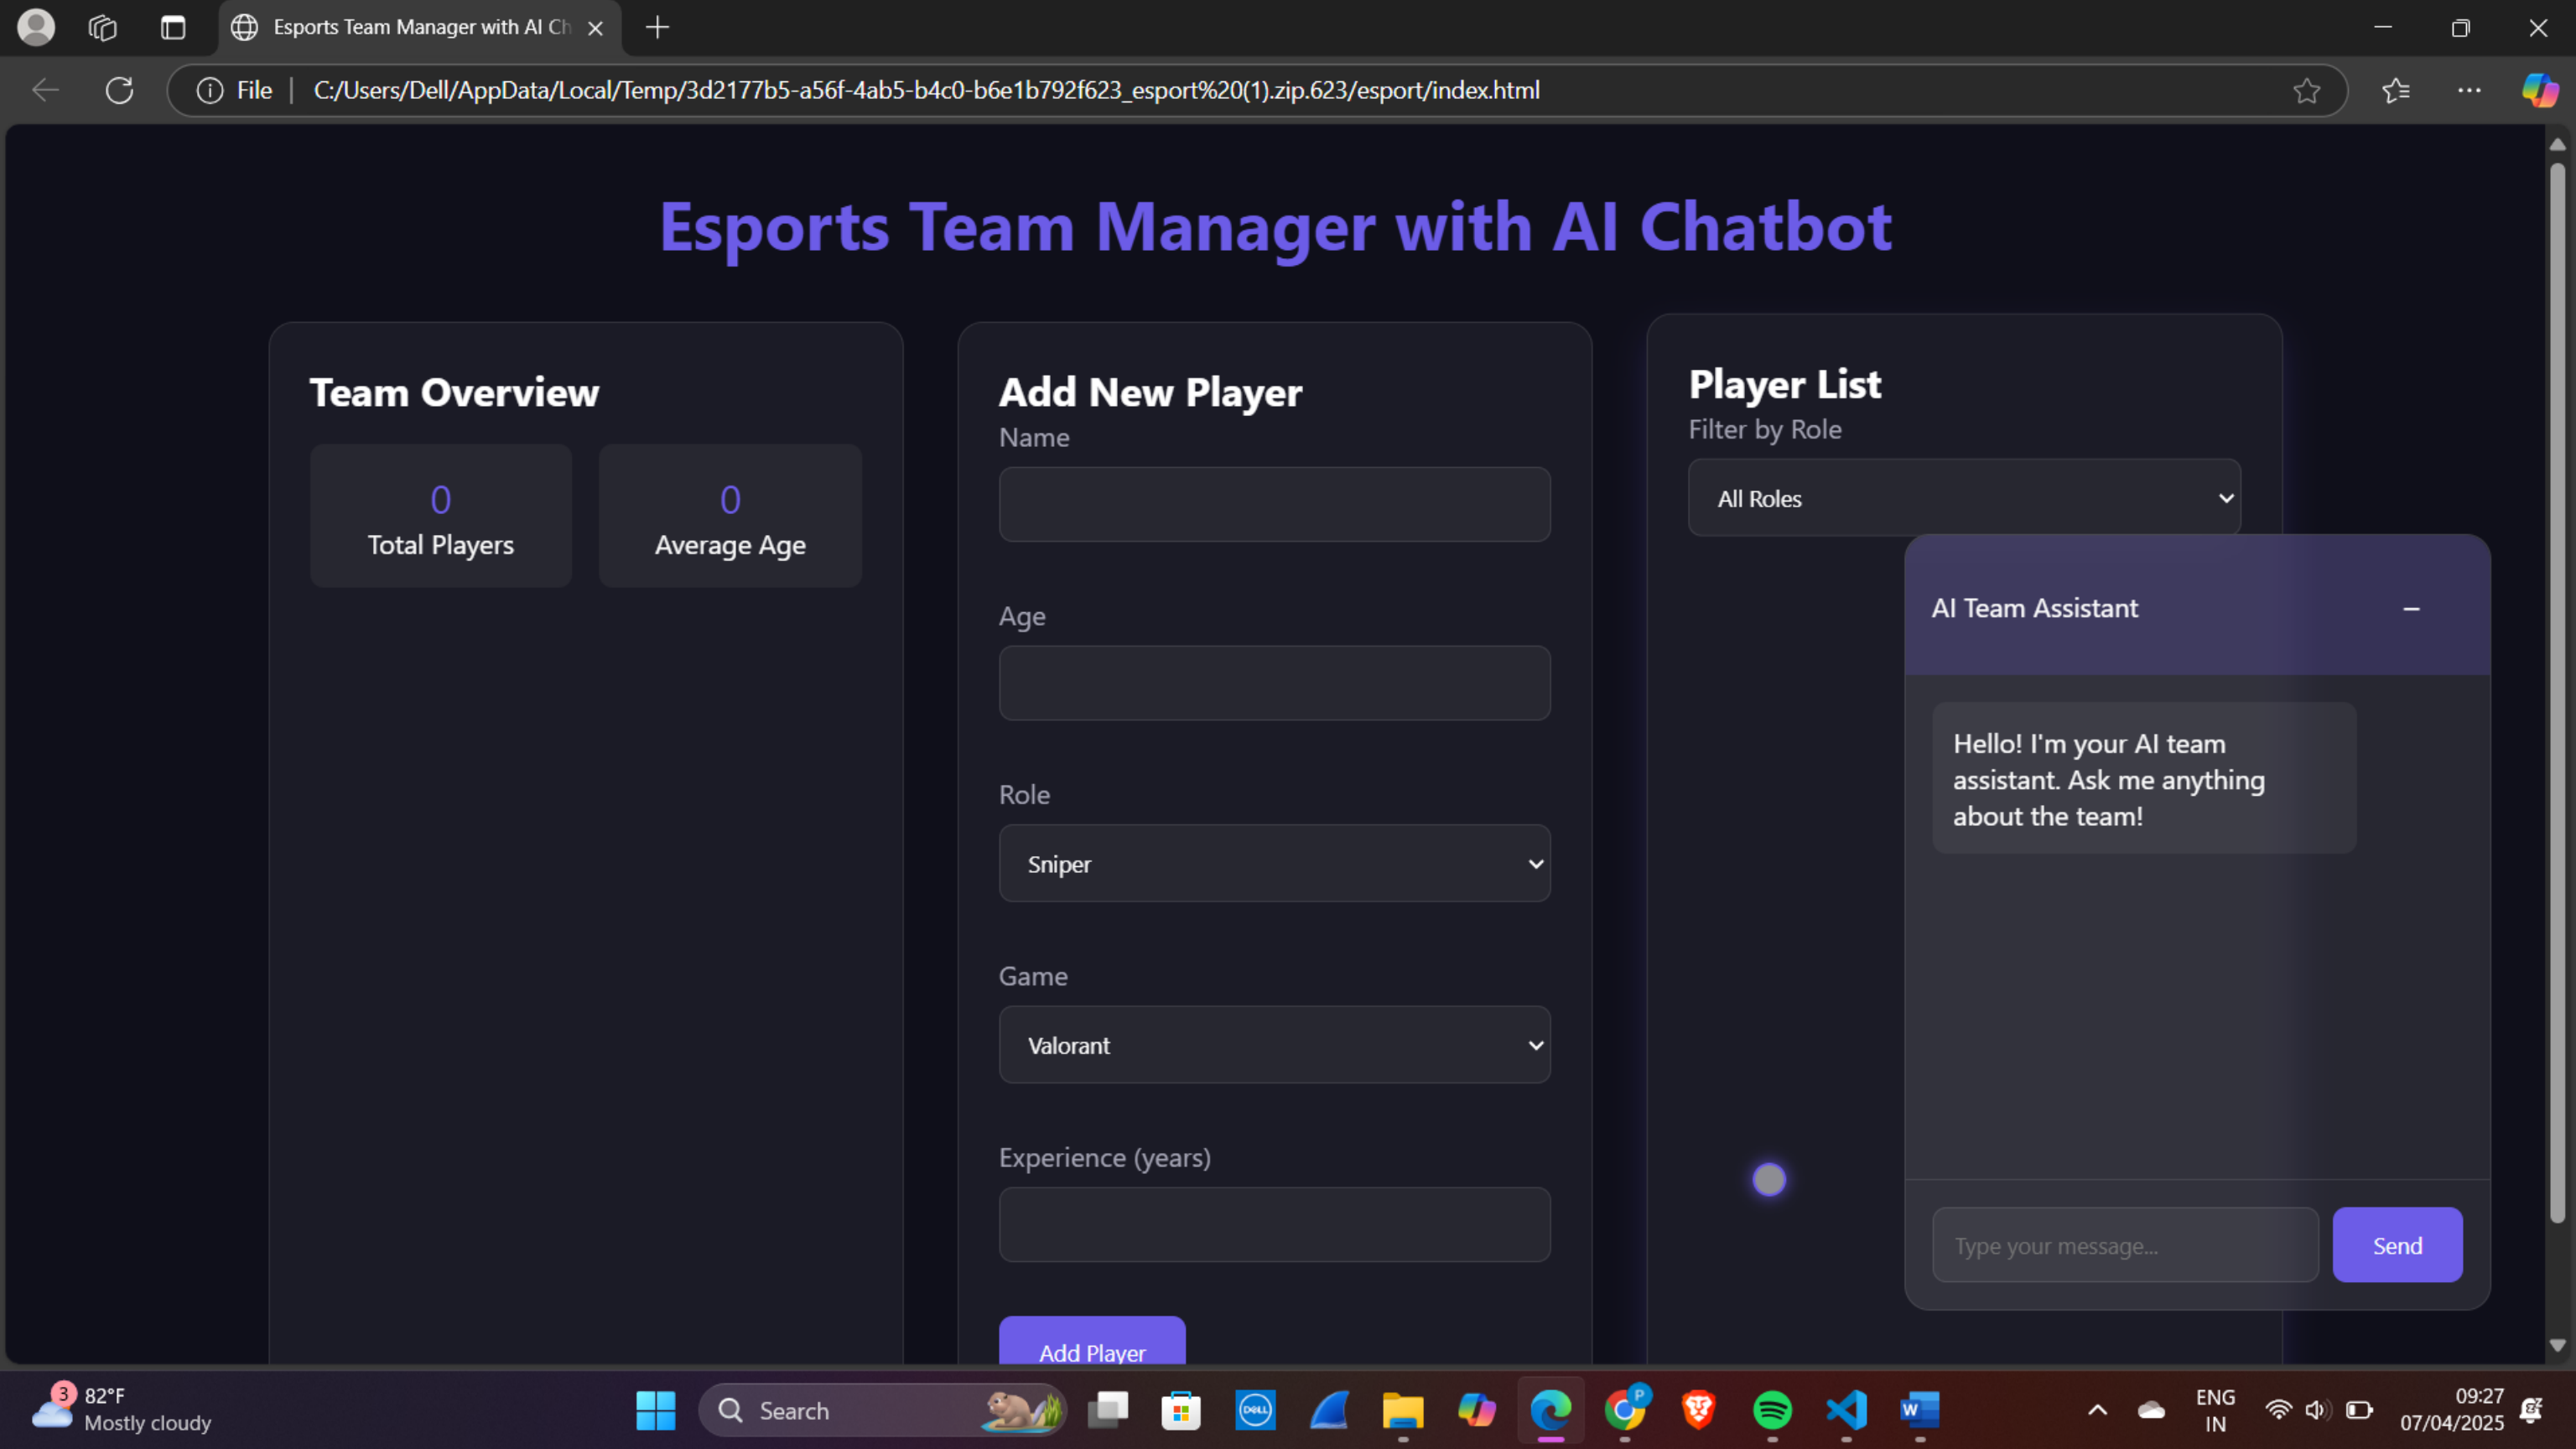 Esports Team Manager with AI Ch
File
C:/Users/Dell/AppData/Local/Temp/3d2177b5-a56f-4ab5-b4c0-b6e1b792f623_esport%20(1).zip.623/esport/index.html
Esports Team Manager with AI Chatbot
Team Overview
0
Total Players
0
Average Age
Add New Player
Name
Age
Role
Sniper
Game
Valorant
Experience (years)
Add Player
Player List
Filter by Role
All Roles
AI Team Assistant
Hello! I'm your AI team
assistant. Ask me anything
about the team!
Type your message...
Send
3
82°F
Mostly cloudy
Search
DELL
P
W
ENG
IN
09:27
07/04/2025